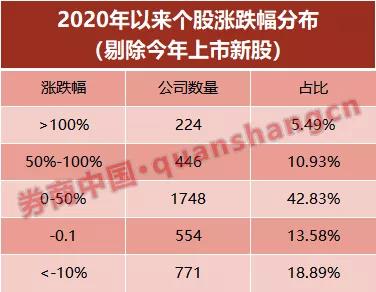 2020年以来个股涨跌幅分布
（剔除今年上市新股）
涨跌幅 公司数量 占比
>100% 224 5.49%
50%-100% 446 10.93%
0-50% 1748 42.83%
-0.1 554 13.58%
<-10% 771 18.89%
券商中国·quanshangcn